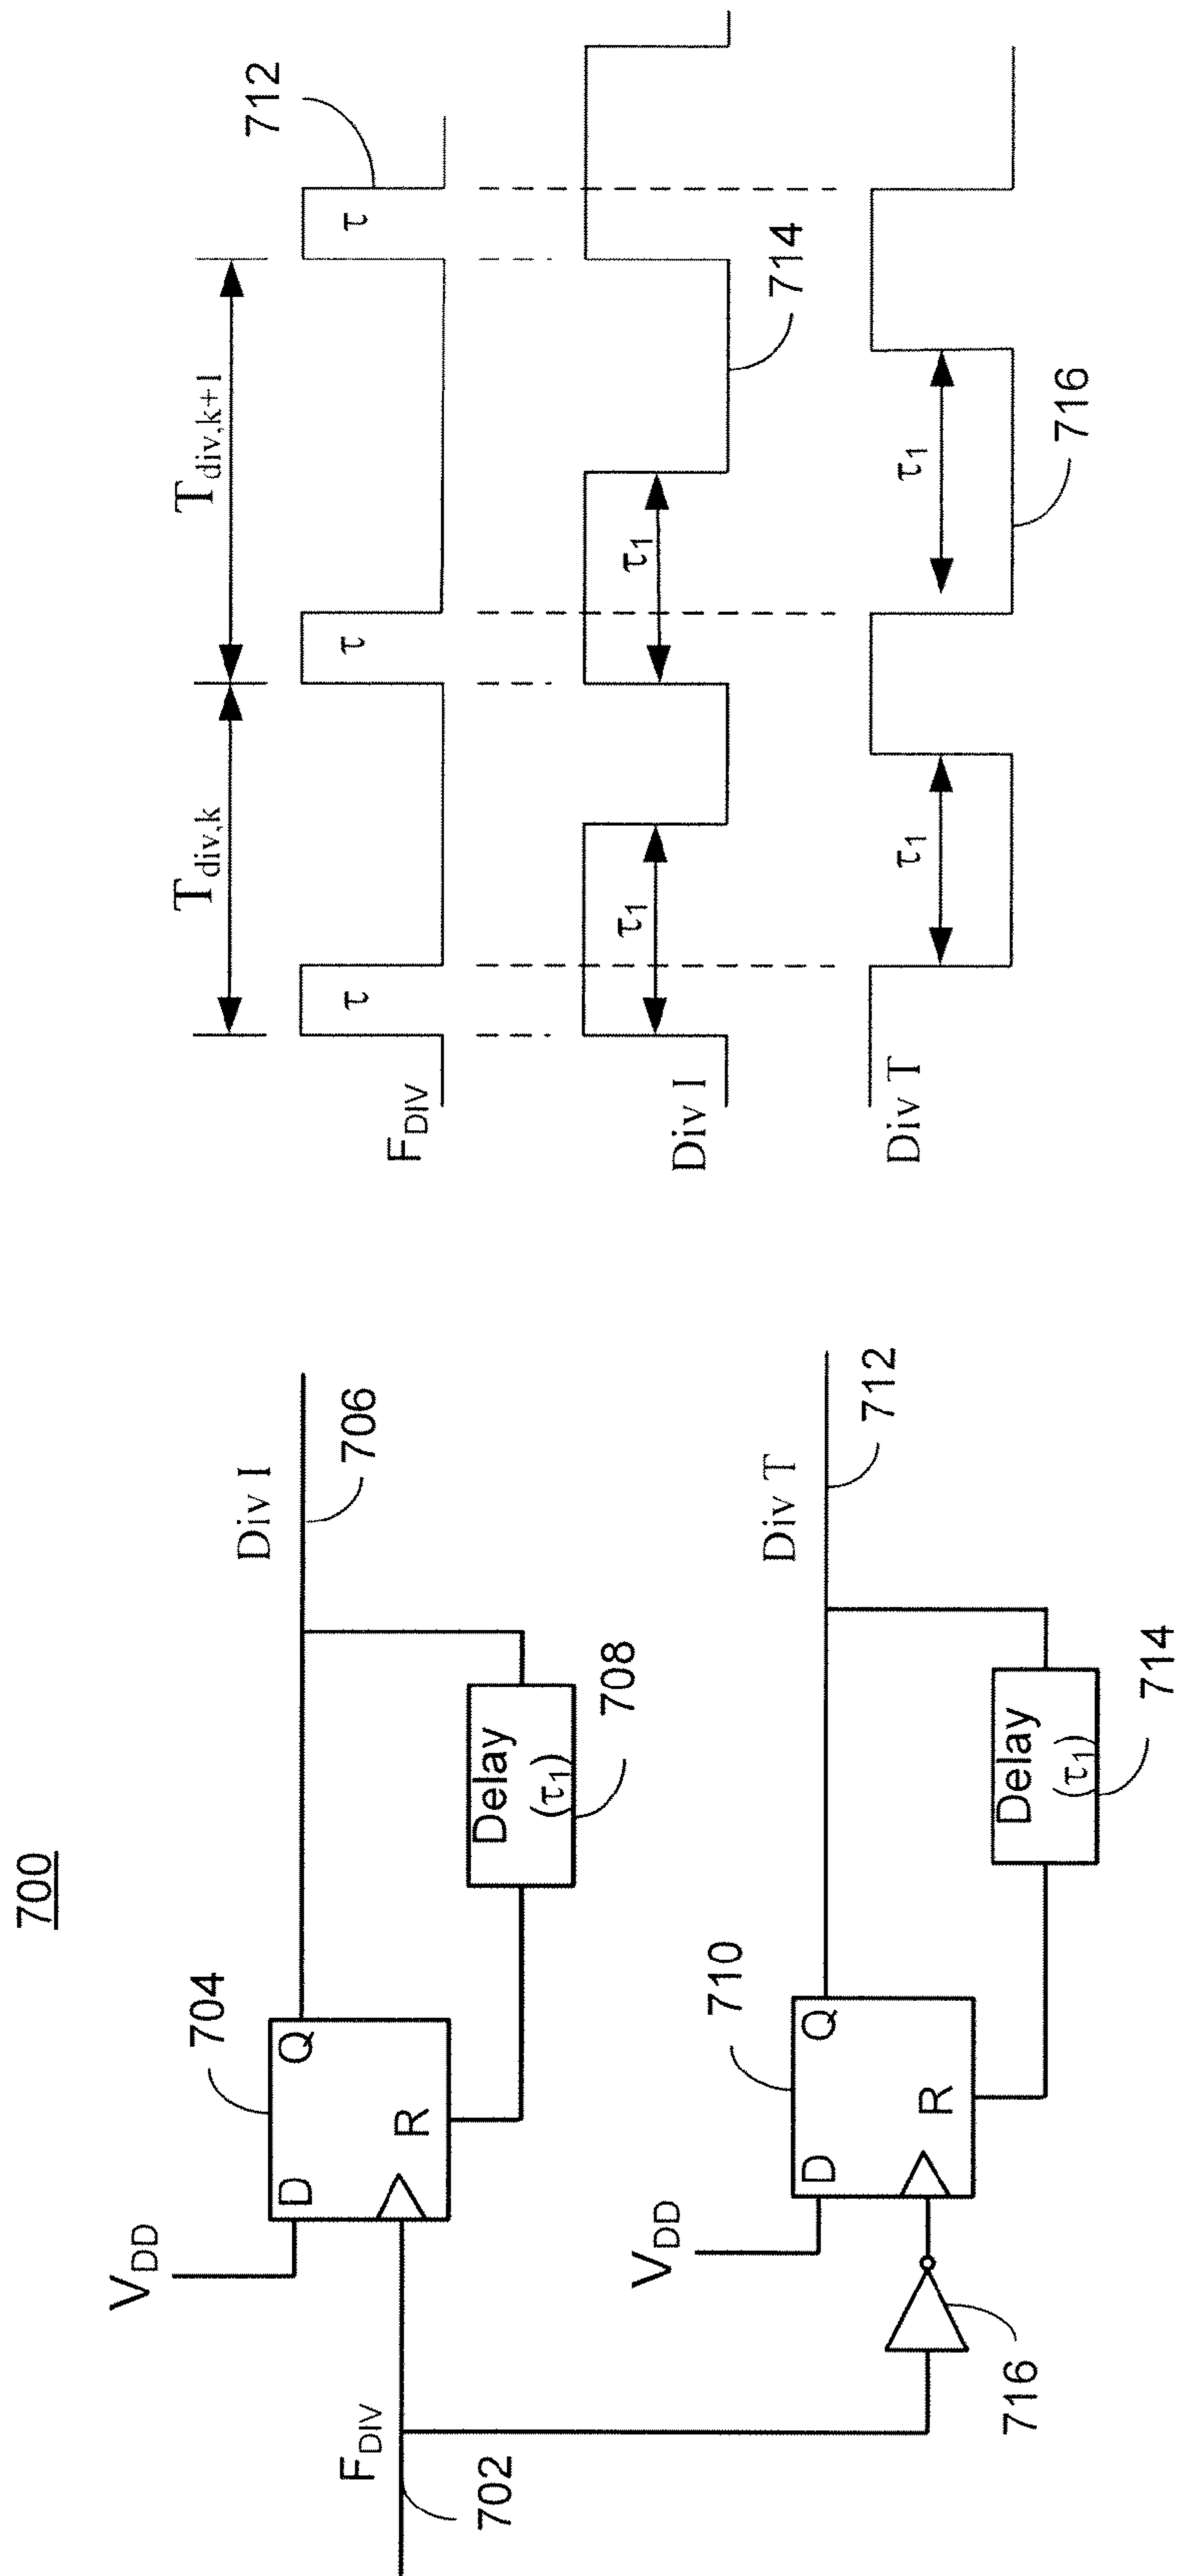 700
V_DD
704
D
Q
R
F_DIV
702
Div I
706
Delay
(τ₁)
708
V_DD
710
D
Q
R
716
Div T
712
Delay
(τ₁)
714
T_div,k
T_div,k+1
F_DIV
τ
τ
τ
712
Div I
τ₁
τ₁
714
Div T
τ₁
τ₁
716